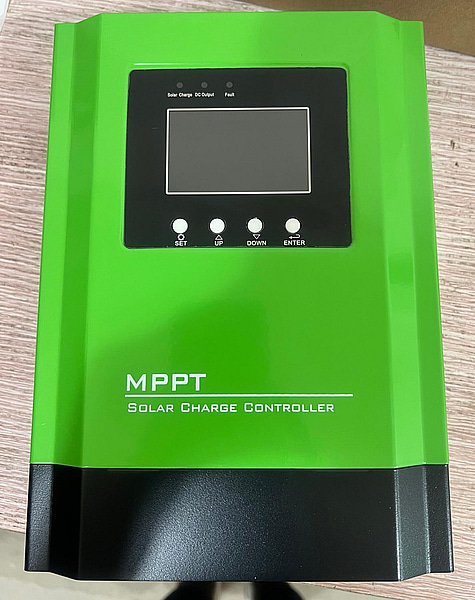 Solar Charge DC Output Fault
SET UP DOWN ENTER
MPPT
SOLAR CHARGE CONTROLLER